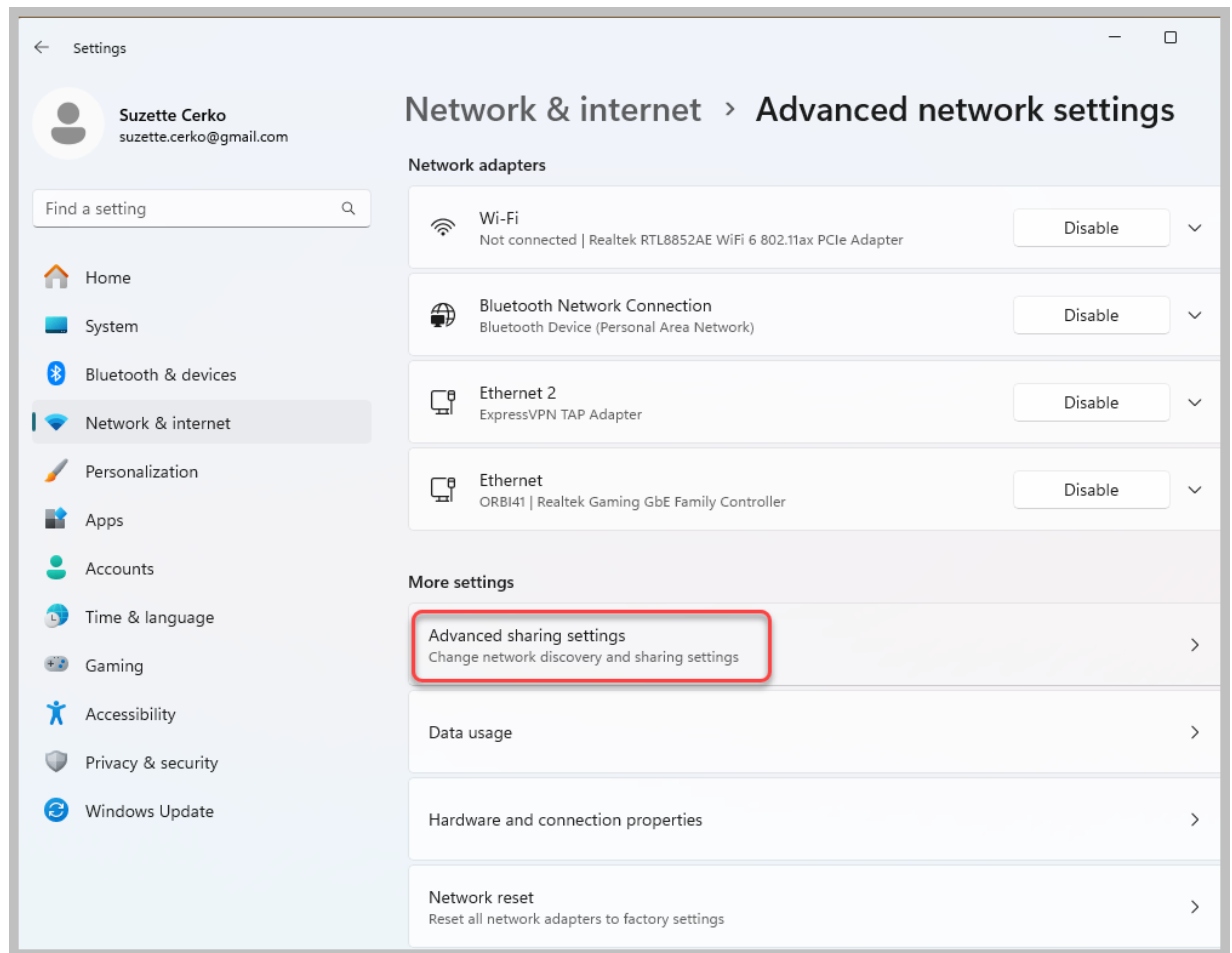 Settings
Suzette Cerko
suzette.cerko@gmail.com
Find a setting
Home
System
Bluetooth & devices
Network & internet
Personalization
Apps
Accounts
Time & language
Gaming
Accessibility
Privacy & security
Windows Update
Network & internet > Advanced network settings
Network adapters
Wi-Fi
Not connected | Realtek RTL8852AE WiFi 6 802.11ax PCIe Adapter
Disable
Bluetooth Network Connection
Bluetooth Device (Personal Area Network)
Disable
Ethernet 2
ExpressVPN TAP Adapter
Disable
Ethernet
ORBI41 | Realtek Gaming GbE Family Controller
Disable
More settings
Advanced sharing settings
Change network discovery and sharing settings
Data usage
Hardware and connection properties
Network reset
Reset all network adapters to factory settings